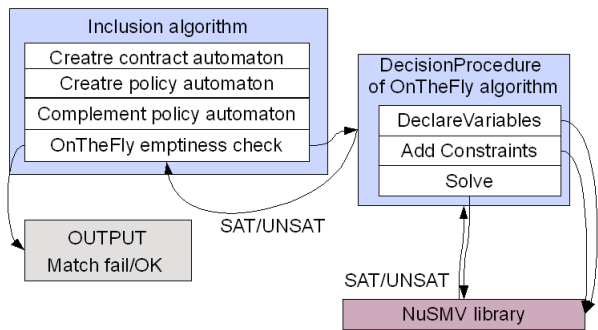 Inclusion algorithm
Creatre contract automaton
Creatre policy automaton
Complement policy automaton
OnTheFly emptiness check
DecisionProcedure
of OnTheFly algorithm
DeclareVariables
Add Constraints
Solve
SAT/UNSAT
OUTPUT
Match fail/OK
SAT/UNSAT
NuSMV library